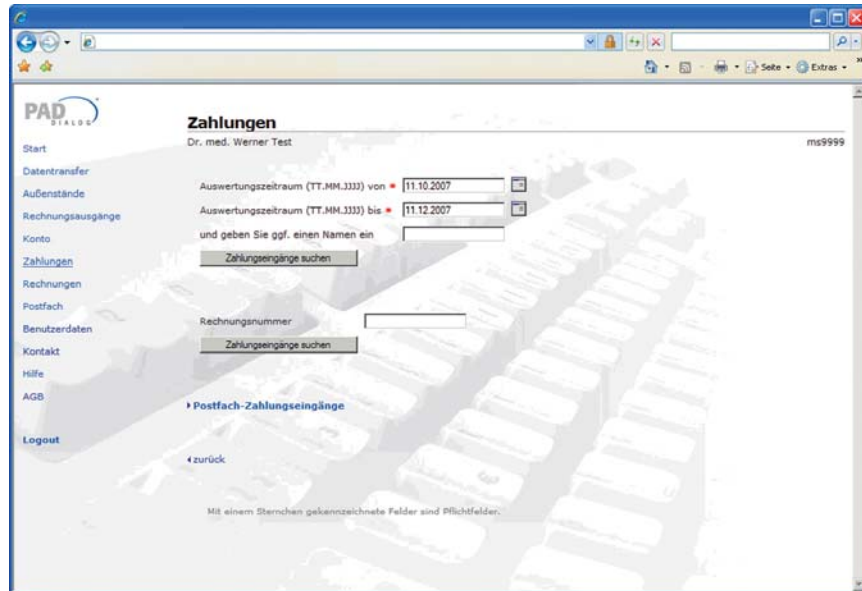 Seite
Extras
PAD
DIALOG
Zahlungen
Dr. med. Werner Test
ms9999
Start
Datentransfer
Außenstände
Rechnungsausgänge
Konto
Zahlungen
Rechnungen
Postfach
Benutzerdaten
Kontakt
Hilfe
AGB
Logout
Auswertungszeitraum (TT.MM.JJJJ) von * 11.10.2007
Auswertungszeitraum (TT.MM.JJJJ) bis * 11.12.2007
und geben Sie ggf. einen Namen ein
Zahlungseingänge suchen
Rechnungsnummer
Zahlungseingänge suchen
Postfach-Zahlungseingänge
zurück
Mit einem Sternchen gekennzeichnete Felder sind Pflichtfelder.